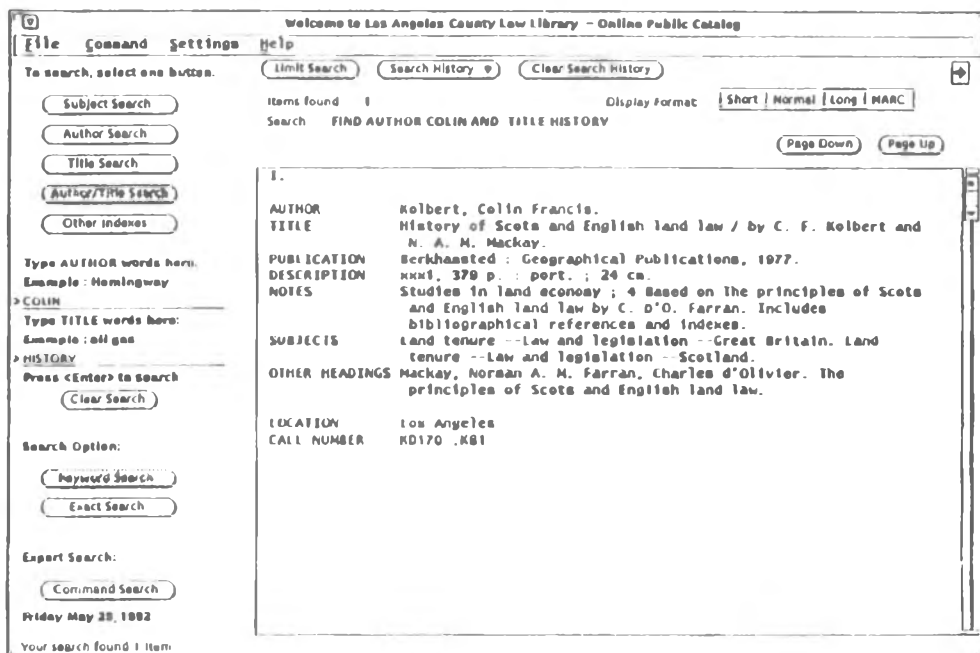 Welcome to Los Angeles County Law Library - Online Public Catalog
File Command Settings Help
To search, select one button.
Subject Search
Author Search
Title Search
Author/Title Search
Other Indexes
Type AUTHOR words here.
Example : Hemingway
>COLIN
Type TITLE words here:
Example : oil gas
>HISTORY
Press <Enter> to search
Clear Search
Search Option:
Keyword Search
Exact Search
Expert Search:
Command Search
Friday May 1992
Your search found 1 Item
Limit Search Search History Clear Search History
Items found 1 Display Format Short Normal Long MARC
Search FIND AUTHOR COLIN AND TITLE HISTORY
Page Down Page Up
1.
AUTHOR Kolbert, Colin Francis.
TITLE History of Scots and English land law / by C. F. Kolbert and
N. A. M. Mackay.
PUBLICATION Berkhamsted : Geographical Publications, 1977.
DESCRIPTION xxxi, 379 p. : port. ; 24 cm.
NOTES Studies in land economy ; 4 Based on The principles of Scots
and English land law by C. D'O. Farran. Includes
bibliographical references and indexes.
SUBJECTS Land tenure --Law and legislation --Great Britain. Land
tenure --Law and legislation --Scotland.
OTHER HEADINGS Mackay, Norman A. M. Farran, Charles d'Olivier. The
principles of Scots and English land law.
LOCATION Los Angeles
CALL NUMBER KD170 .K81